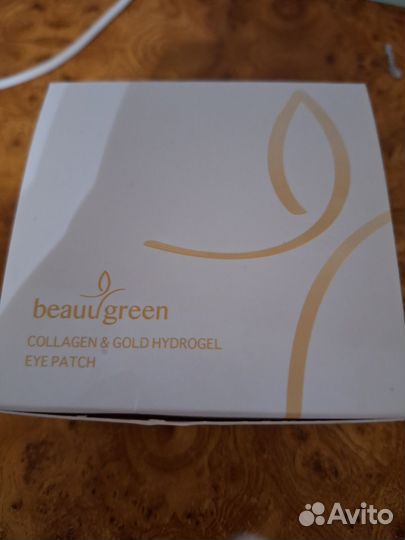 beauugreen
COLLAGEN & GOLD HYDROGEL
EYE PATCH
Avito